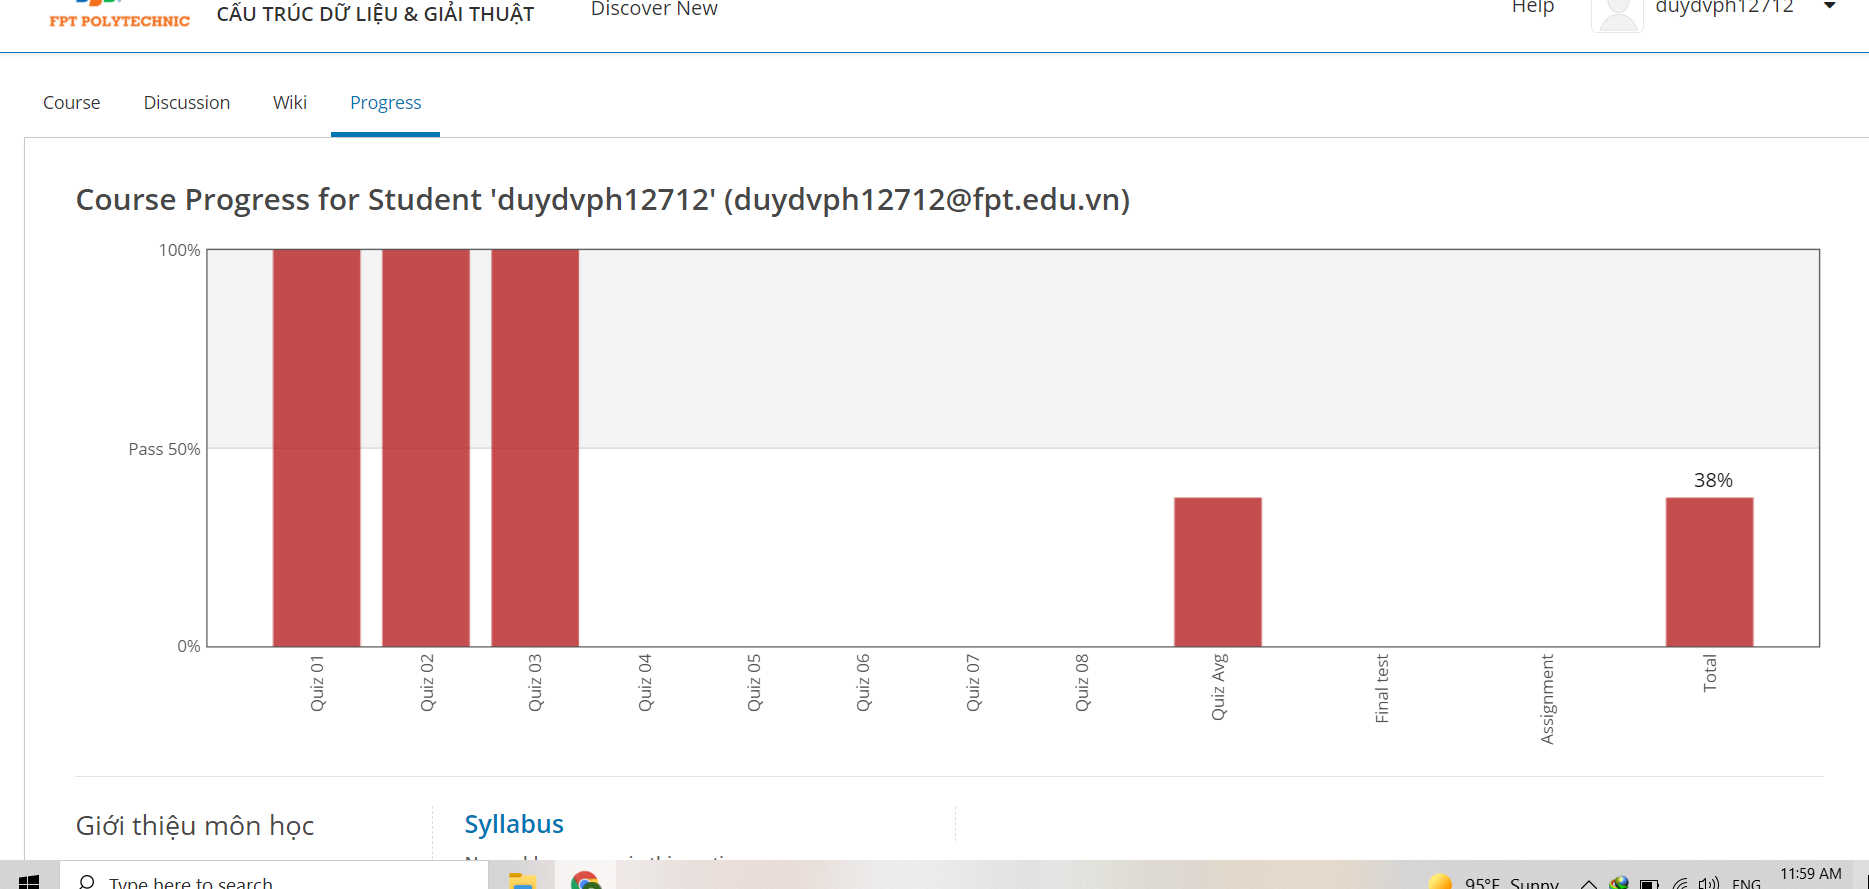 FPT POLYTECHNIC
CẤU TRÚC DỮ LIỆU & GIẢI THUẬT
Discover New
Help
duydvph12712
Course
Discussion
Wiki
Progress
Course Progress for Student 'duydvph12712' (duydvph12712@fpt.edu.vn)
100%
Pass 50%
0%
38%
Quiz 01
Quiz 02
Quiz 03
Quiz 04
Quiz 05
Quiz 06
Quiz 07
Quiz 08
Quiz Avg
Final test
Assignment
Total
Giới thiệu môn học
Syllabus
Type here to search
95°F Sunny
ENG
11:59 AM